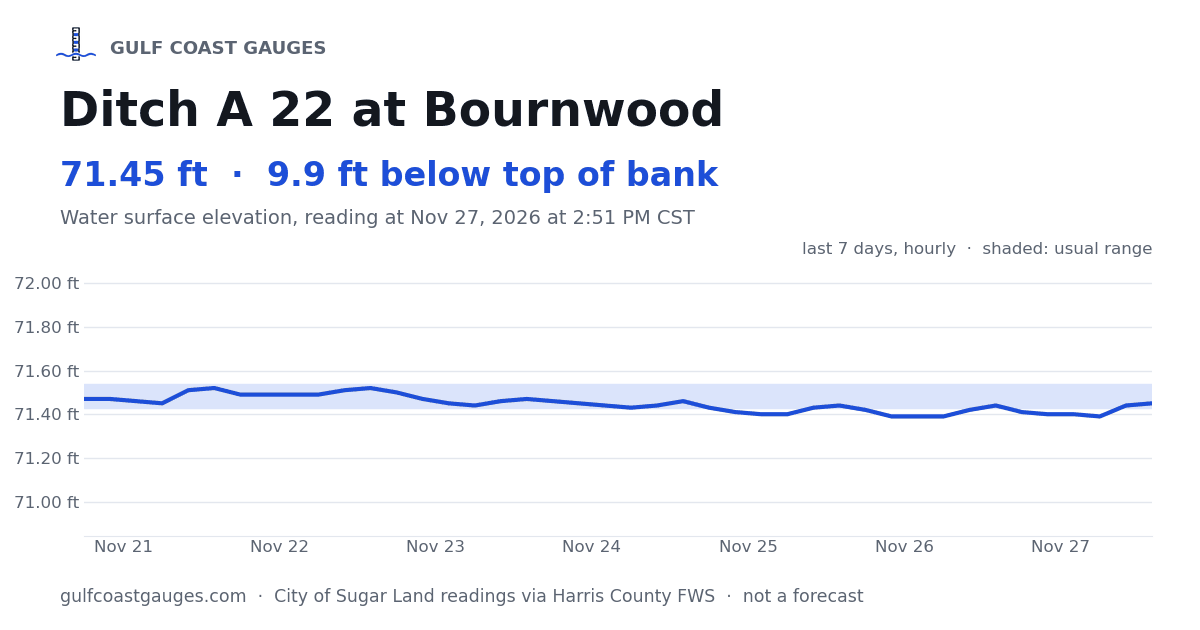 GULF COAST GAUGES
Ditch A 22 at Bournwood
71.45 ft · 9.9 ft below top of bank
Water surface elevation, reading at Nov 27, 2026 at 2:51 PM CST
last 7 days, hourly · shaded: usual range
72.00 ft
71.80 ft
71.60 ft
71.40 ft
71.20 ft
71.00 ft
Nov 21 Nov 22 Nov 23 Nov 24 Nov 25 Nov 26 Nov 27
gulfcoastgauges.com · City of Sugar Land readings via Harris County FWS · not a forecast